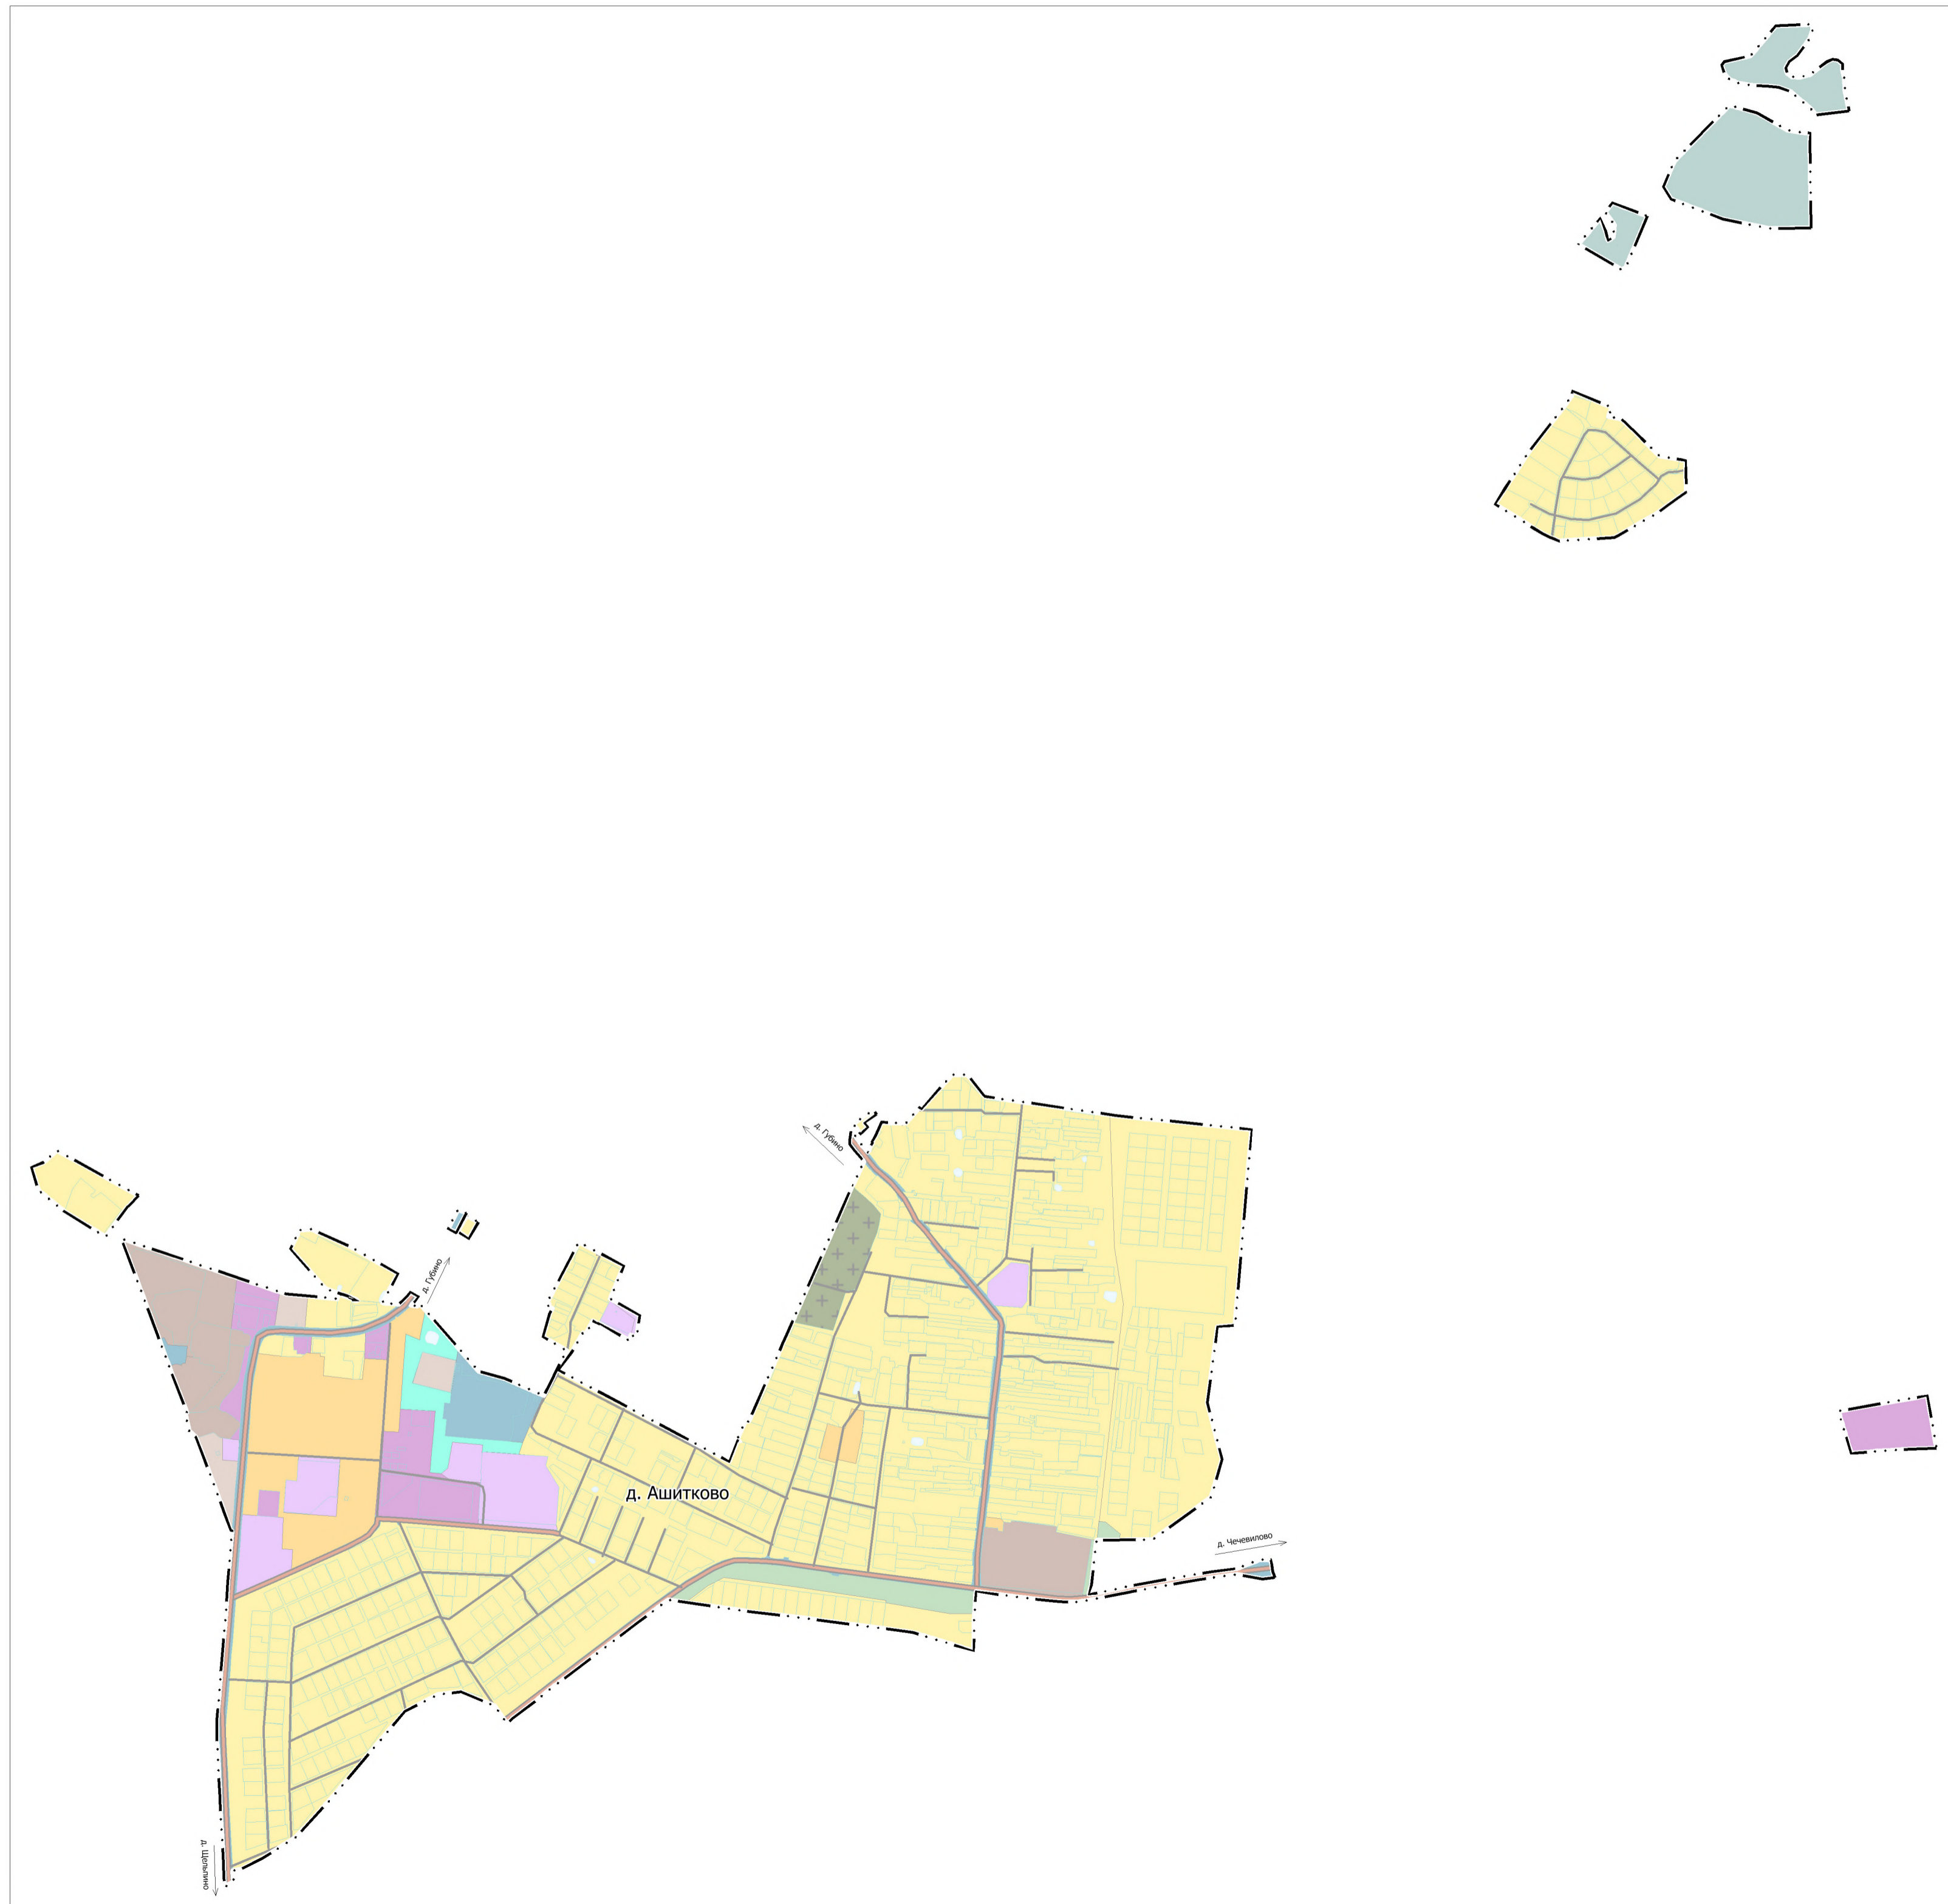 д. Губино
д. Губино
д. Ашитково
д. Чечевилово
д. Щельпино